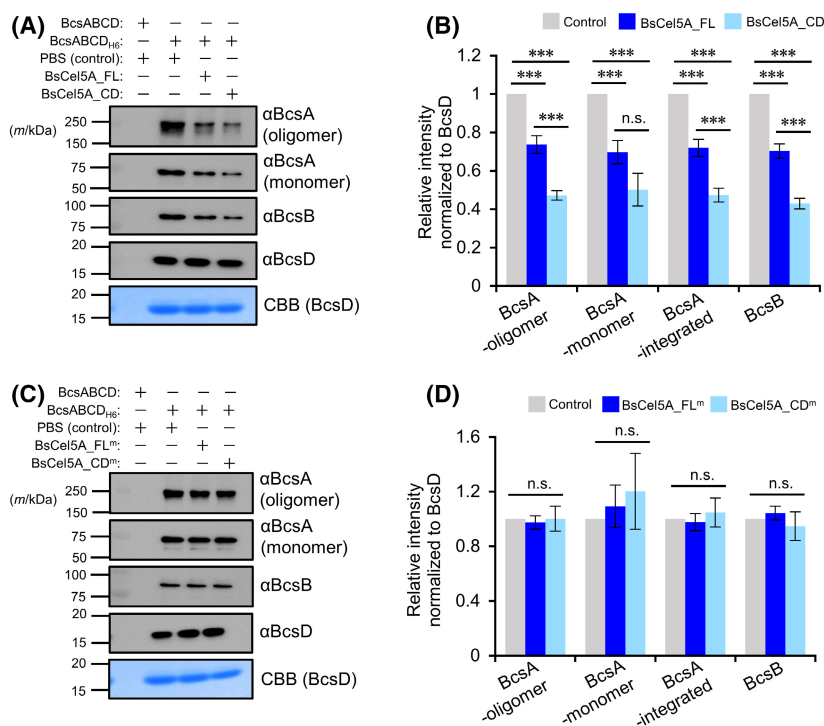 (A)
BcsABCD: + − − −
BcsABCD_H6: − + + +
PBS (control): + + − −
BsCel5A_FL: − − + −
BsCel5A_CD: − − − +
(m/kDa)
250
150
αBcsA
(oligomer)
75
50
αBcsA
(monomer)
100
75
αBcsB
20
15
αBcsD
20
15
CBB (BcsD)
(B)
Control BsCel5A_FL BsCel5A_CD
Relative intensity
normalized to BcsD
1.2
1
0.8
0.6
0.4
0.2
0
*** *** *** ***
*** *** *** ***
*** n.s. *** ***
BcsA
-oligomer
BcsA
-monomer
BcsA
-integrated
BcsB
(C)
BcsABCD: + − − −
BcsABCD_H6: − + + +
PBS (control): + + − −
BsCel5A_FLᵐ: − − + −
BsCel5A_CDᵐ: − − − +
(m/kDa)
250
150
αBcsA
(oligomer)
75
50
αBcsA
(monomer)
100
75
αBcsB
20
15
αBcsD
20
15
CBB (BcsD)
(D)
Control BsCel5A_FLᵐ BsCel5A_CDᵐ
Relative intensity
normalized to BcsD
1.6
1.2
0.8
0.4
0
n.s. n.s. n.s. n.s.
BcsA
-oligomer
BcsA
-monomer
BcsA
-integrated
BcsB